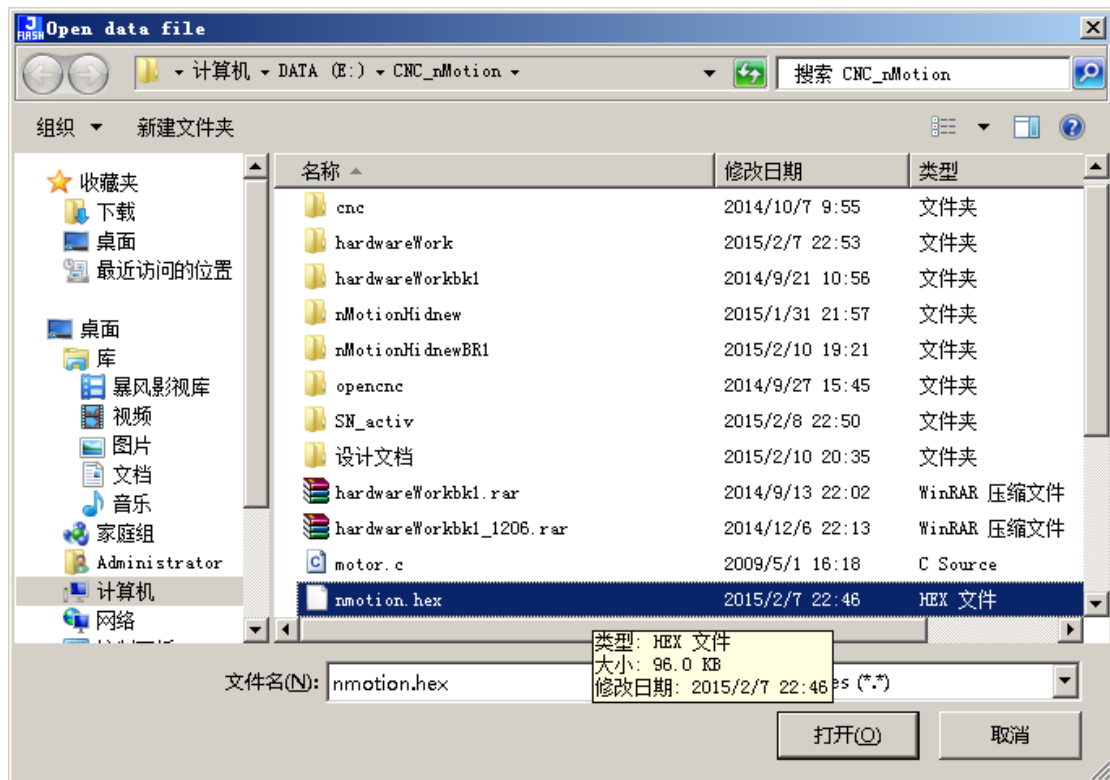 J
FLASH
Open data file
计算机 DATA (E:) CNC_nMotion
搜索 CNC_nMotion
组织 新建文件夹
收藏夹
下载
桌面
最近访问的位置
桌面
库
暴风影视库
视频
图片
文档
音乐
家庭组
Administrator
计算机
网络
名称 修改日期 类型
cnc 2014/10/7 9:55 文件夹
hardwareWork 2015/2/7 22:53 文件夹
hardwareWorkbk1 2014/9/21 10:56 文件夹
nMotionHidnew 2015/1/31 21:57 文件夹
nMotionHidnewBR1 2015/2/10 19:21 文件夹
opencnc 2014/9/27 15:45 文件夹
SN_activ 2015/2/8 22:50 文件夹
设计文档 2015/2/10 20:35 文件夹
hardwareWorkbk1.rar 2014/9/13 22:02 WinRAR 压缩文件
hardwareWorkbk1_1206.rar 2014/12/6 22:13 WinRAR 压缩文件
motor.c 2009/5/1 16:18 C Source
nmotion.hex 2015/2/7 22:46 HEX 文件
类型: HEX 文件
大小: 96.0 KB
修改日期: 2015/2/7 22:46
文件名(N): nmotion.hex es (*.*)
打开(O) 取消